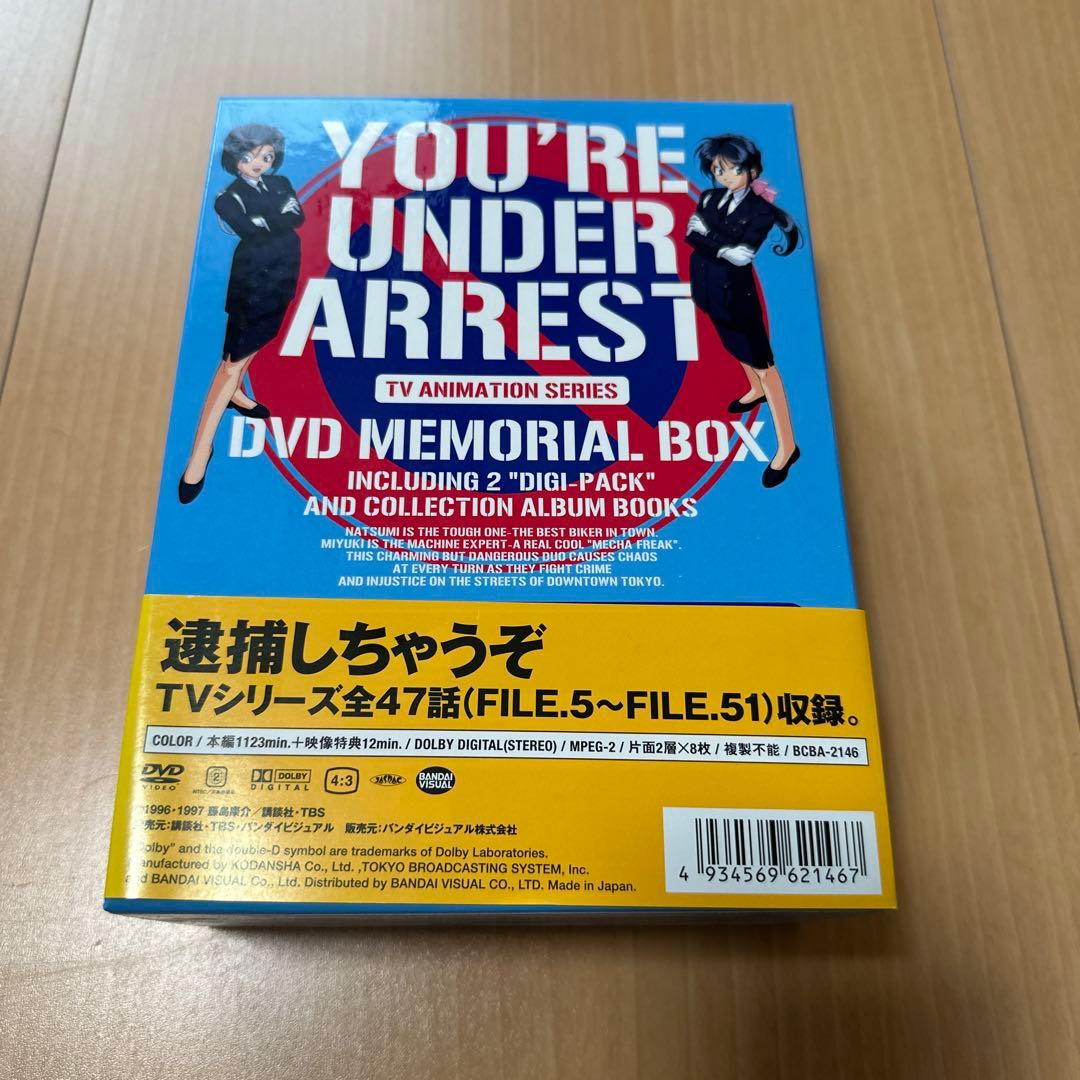 YOU'RE
UNDER
ARREST
TV ANIMATION SERIES
DVD MEMORIAL BOX
INCLUDING 2 "DIGI-PACK"
AND COLLECTION ALBUM BOOKS
NATSUMI IS THE TOUGH ONE-THE BEST BIKER IN TOWN.
MIYUKI IS THE MACHINE EXPERT-A REAL COOL "MECHA FREAK".
THIS CHARMING BUT DANGEROUS DUO CAUSES CHAOS
AT EVERY TURN AS THEY FIGHT CRIME
AND INJUSTICE ON THE STREETS OF DOWNTOWN TOKYO.
逮捕しちゃうぞ
TVシリーズ全47話(FILE.5〜FILE.51)収録。
COLOR / 本編1123min.+映像特典12min. / DOLBY DIGITAL(STEREO) / MPEG-2 / 片面2層×8枚 / 複製不能 / BCBA-2146
DVD VIDEO 2 DOLBY DIGITAL 4:3 JASRAC BANDAI VISUAL
1996・1997 藤島康介／講談社・TBS
売元:講談社・TBS・バンダイビジュアル 販売元:バンダイビジュアル株式会社
"Dolby" and the double-D symbol are trademarks of Dolby Laboratories.
Manufactured by KODANSHA Co., Ltd. ,TOKYO BROADCASTING SYSTEM, Inc.
and BANDAI VISUAL Co., Ltd. Distributed by BANDAI VISUAL CO., LTD. Made in Japan.
4 934569 621467